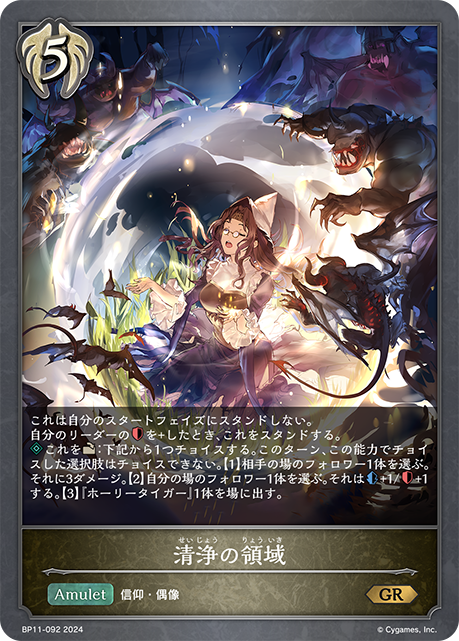 5
これは自分のスタートフェイズにスタンドしない。
自分のリーダーの を+したとき、これをスタンドする。
これを :下記から1つチョイスする。このターン、この能力でチョイ
スした選択肢はチョイスできない。【1】相手の場のフォロワー1体を選ぶ。
それに3ダメージ。【2】自分の場のフォロワー1体を選ぶ。それは +1/ +1
する。【3】『ホーリータイガー』1体を場に出す。
せいじょう りょういき
清浄の領域
Amulet 信仰・偶像 GR
BP11-092 2024 © Cygames, Inc.